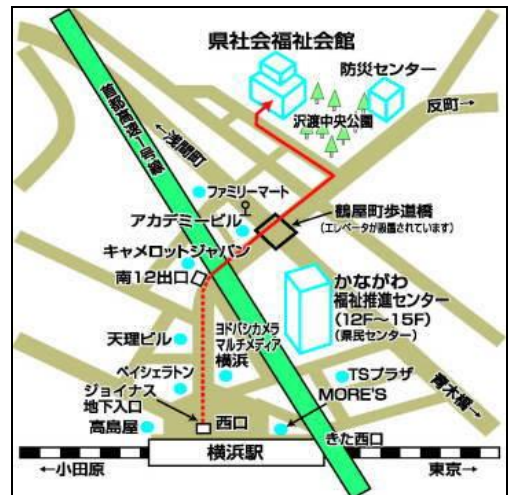 県社会福祉会館
防災センター
反町→
沢渡中央公園
首都高速1号線
←浅間町
ファミリーマート
アカデミービル
鶴屋町歩道橋
(エレベータが設置されています)
キャメロットジャパン
南12出口
かながわ
福祉推進センター
(12F〜15F)
(県民センター)
天理ビル
ヨドバシカメラ
マルチメディア
横浜
ベイシェラトン
TSプラザ
青木橋
ジョイナス
地下入口
MORE'S
高島屋
西口
きた西口
横浜駅
←小田原
東京→